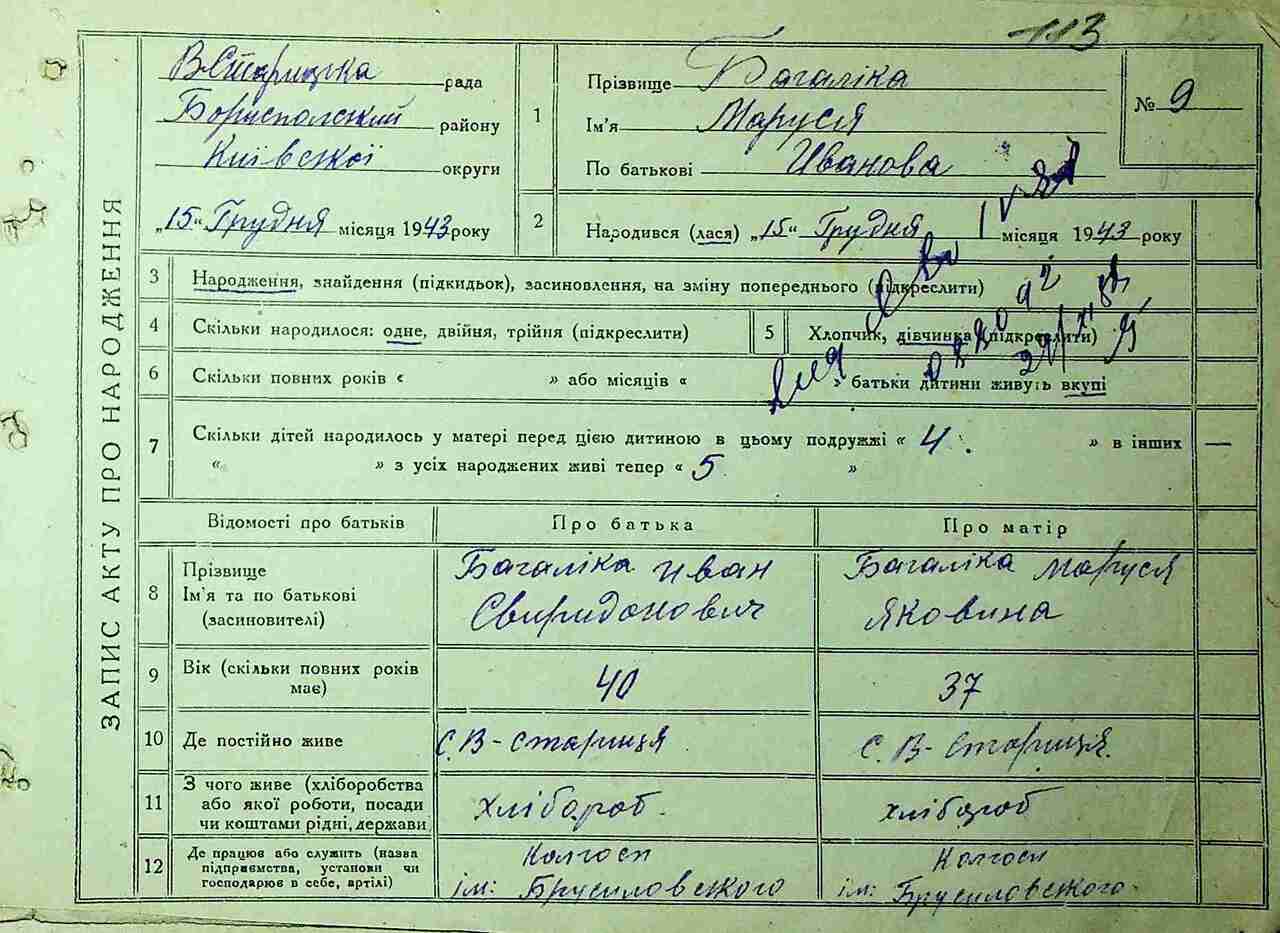 113
ЗАПИС АКТУ ПРО НАРОДЖЕННЯ
В Старицька рада
Бориспольский району
Київскої округи
„15“ Грудня місяця 1943 року
1
Прізвище Багаліка
Ім'я Маруся
По батькові Иванова
№ 9
2
Народився (лася) „15“ Грудня місяця 1943 року
3
Народження, знайдення (підкидьок), засиновлення, на зміну попереднього (підкреслити)
4
Скільки народилося: одне, двійня, трійня (підкреслити)
5
Хлопчик, дівчинка (підкреслити)
6
Скільки повних років « » або місяців « » батьки дитини живуть вкупі
7
Скільки дітей народилось у матері перед цією дитиною в цьому подружжі « 4 » в інших —
« » з усіх народжених живі тепер « 5 »
Відомості про батьків
Про батька
Про матір
8
Прізвище
Ім'я та по батькові
(засиновителі)
Багаліка Иван
Свиридонович
Багаліка Маруся
Яковина
9
Вік (скільки повних років
має)
40
37
10
Де постійно живе
С. В-Стариця
С. В-Стариця.
11
З чого живе (хліборобства
або якої роботи, посади
чи коштами рідні, держави
хлібороб.
хлібороб
12
Де працює або служить (назва
підприємства, установи чи
господарює в себе, артілі)
Колгосп
ім: Брусиловского
Колгосп
ім: Брусиловского.